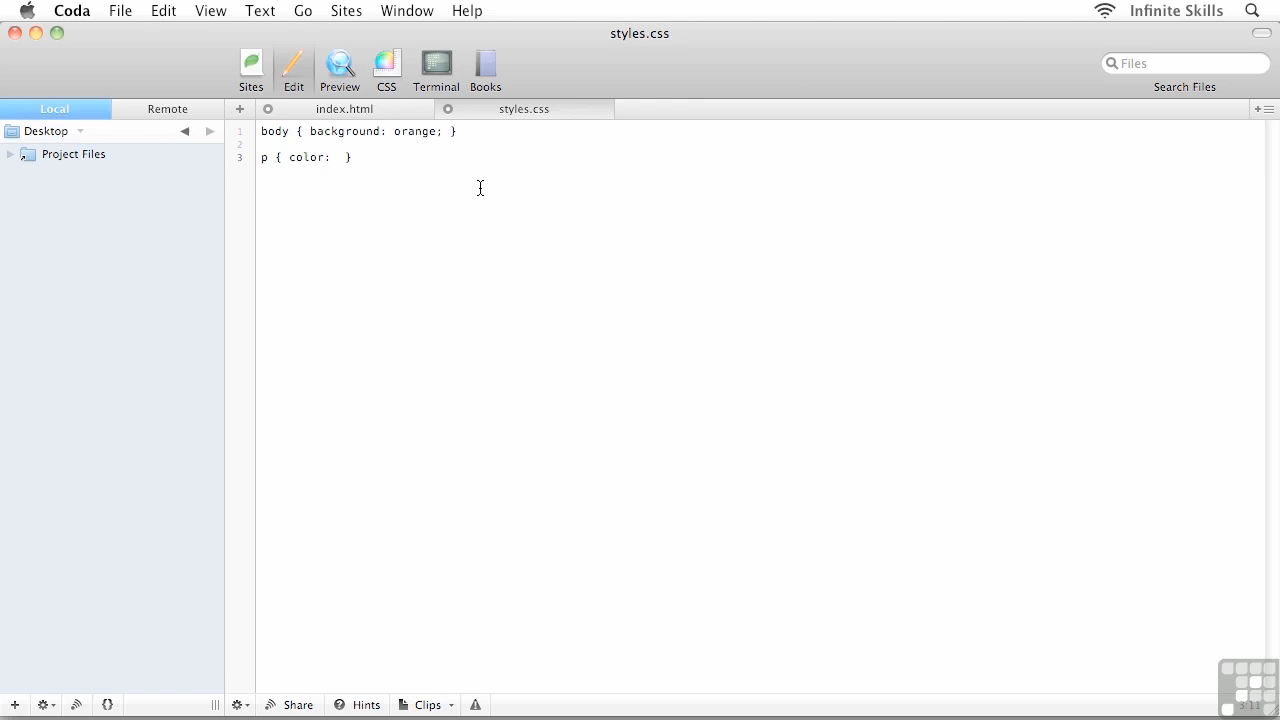 Coda File Edit View Text Go Sites Window Help Infinite Skills
styles.css
Sites Edit Preview CSS Terminal Books
Files
Search Files
Local Remote + index.html styles.css
Desktop
Project Files
1 body { background: orange; }
2
3 p { color:  }
Share Hints Clips
3:11